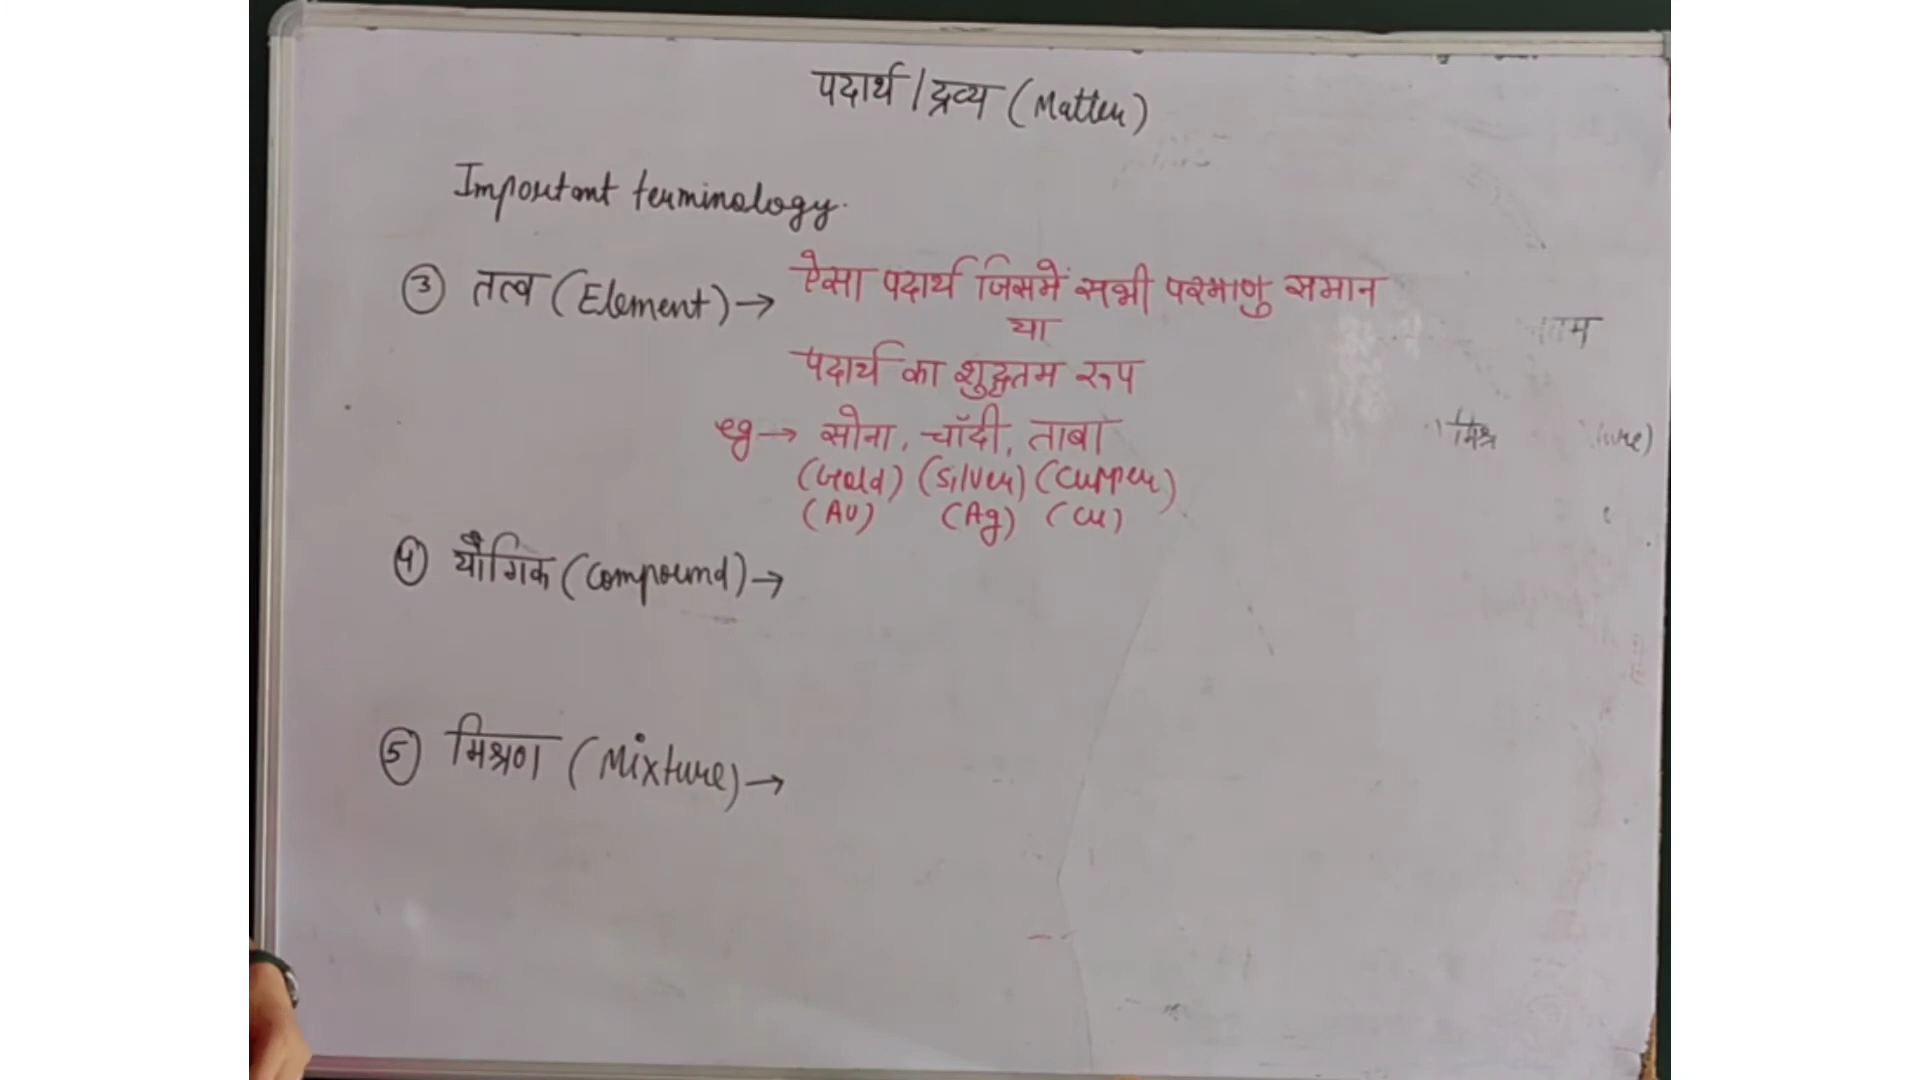 पदार्थ/द्रव्य (Matter)
Important terminology.
③ तत्व (Element) → ऐसा पदार्थ जिसमें सभी परमाणु समान
या
पदार्थ का शुद्धतम रूप
eg → सोना, चाँदी, ताबा
(Gold) (Silver) (Cupper)
(Au) (Ag) (Cu)
④ यौगिक (Compound) →
⑤ मिश्रण (Mixture) →